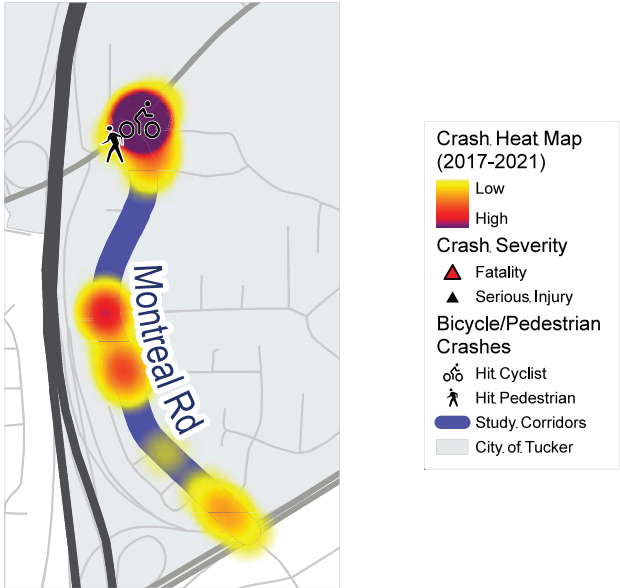 Montreal Rd
Crash Heat Map
(2017-2021)
Low
High
Crash Severity
Fatality
Serious Injury
Bicycle/Pedestrian
Crashes
Hit Cyclist
Hit Pedestrian
Study Corridors
City of Tucker